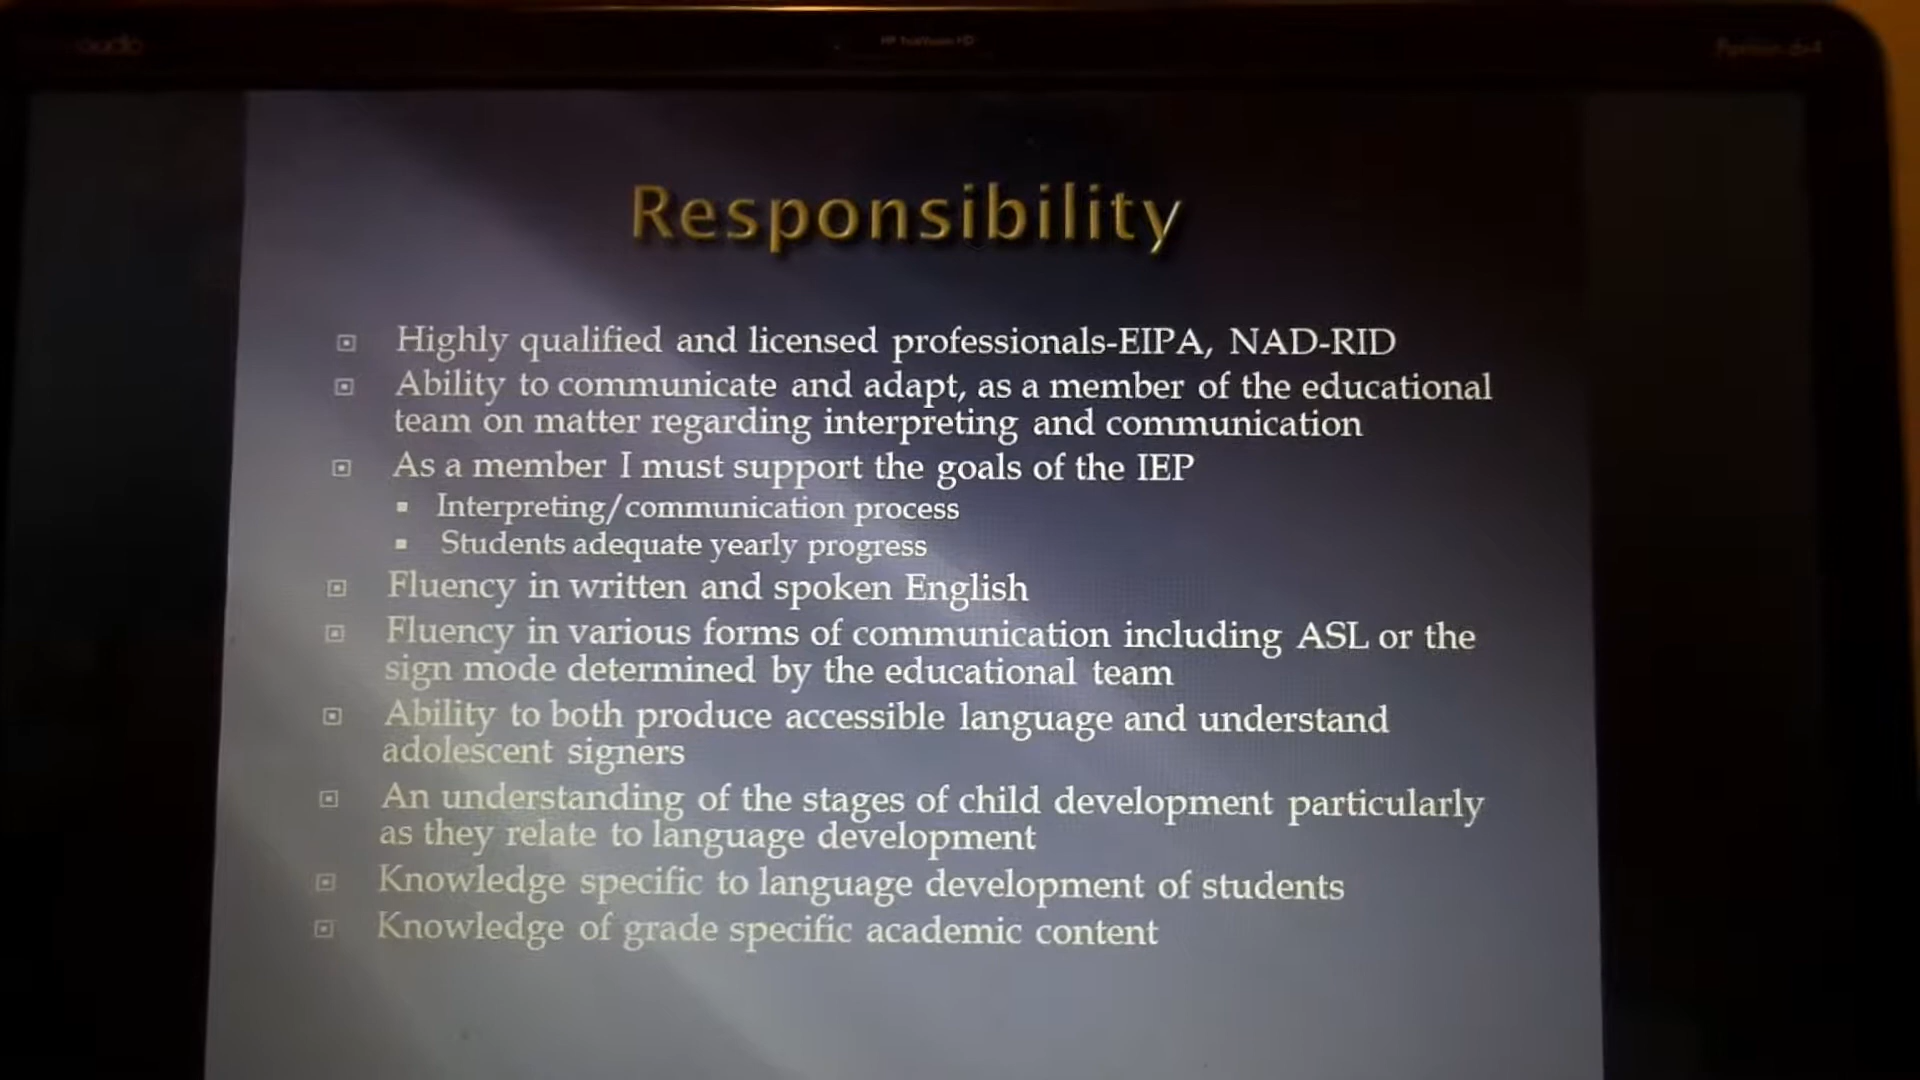 HP TrueVision HD
Responsibility
Highly qualified and licensed professionals-EIPA, NAD-RID
Ability to communicate and adapt, as a member of the educational
team on matter regarding interpreting and communication
As a member I must support the goals of the IEP
Interpreting/communication process
Students adequate yearly progress
Fluency in written and spoken English
Fluency in various forms of communication including ASL or the
sign mode determined by the educational team
Ability to both produce accessible language and understand
adolescent signers
An understanding of the stages of child development particularly
as they relate to language development
Knowledge specific to language development of students
Knowledge of grade specific academic content